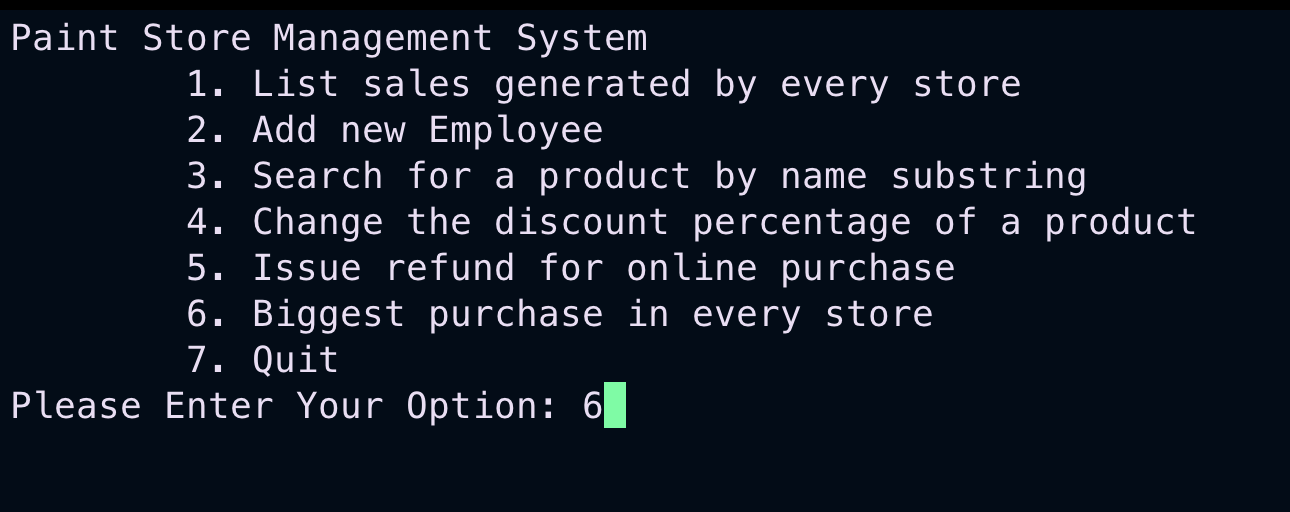 Paint Store Management System
1. List sales generated by every store
2. Add new Employee
3. Search for a product by name substring
4. Change the discount percentage of a product
5. Issue refund for online purchase
6. Biggest purchase in every store
7. Quit
Please Enter Your Option: 6